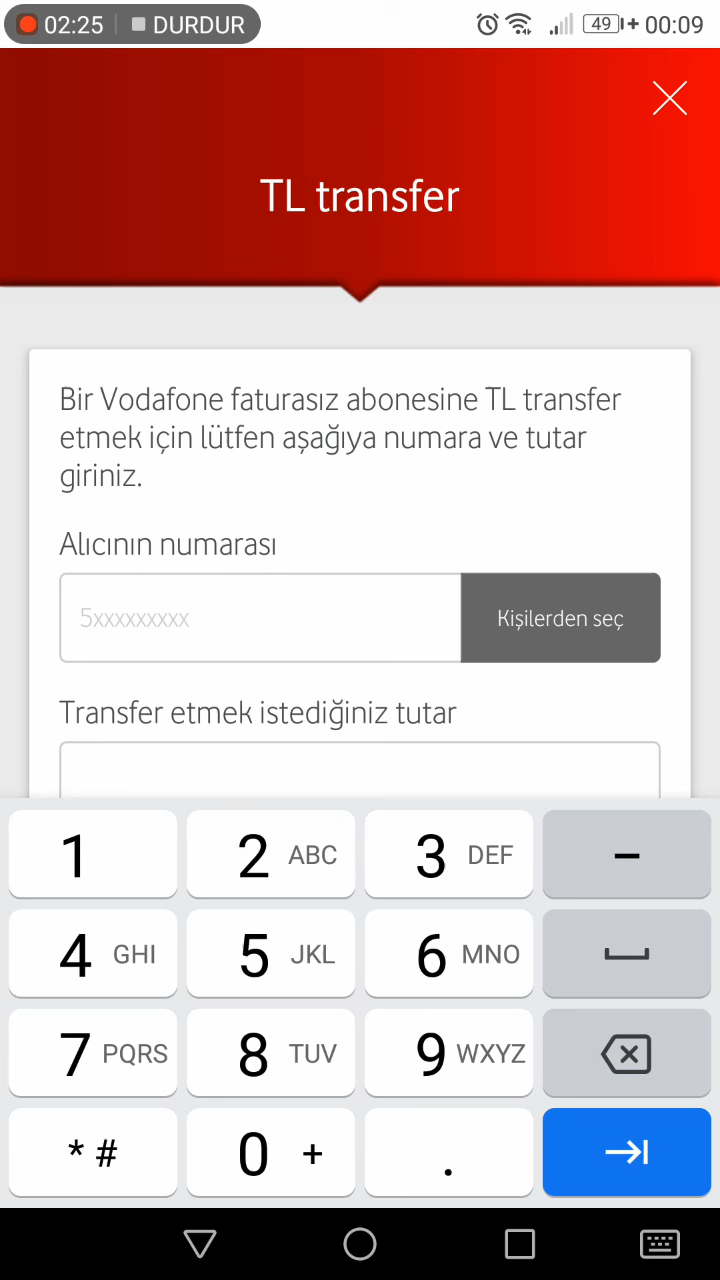 02:25 DURDUR 49 00:09
TL transfer
Bir Vodafone faturasız abonesine TL transfer
etmek için lütfen aşağıya numara ve tutar
giriniz.
Alıcının numarası
5xxxxxxxxx Kişilerden seç
Transfer etmek istediğiniz tutar
1 2 ABC 3 DEF –
4 GHI 5 JKL 6 MNO
7 PQRS 8 TUV 9 WXYZ
* # 0 + .